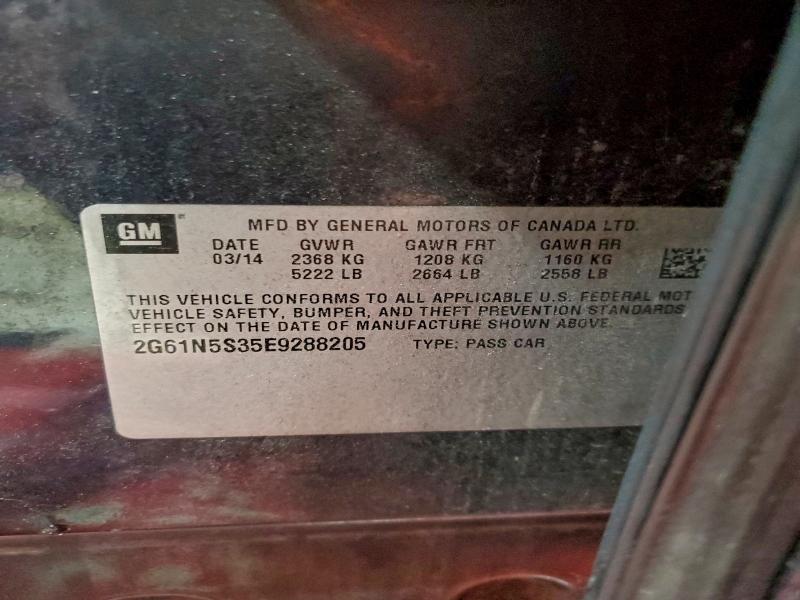 GM
MFD BY GENERAL MOTORS OF CANADA LTD.
DATE GVWR GAWR FRT GAWR RR
03/14 2368 KG 1208 KG 1160 KG
5222 LB 2664 LB 2558 LB
THIS VEHICLE CONFORMS TO ALL APPLICABLE U.S. FEDERAL MOT
VEHICLE SAFETY, BUMPER, AND THEFT PREVENTION STANDARDS
EFFECT ON THE DATE OF MANUFACTURE SHOWN ABOVE.
2G61N5S35E9288205 TYPE: PASS CAR